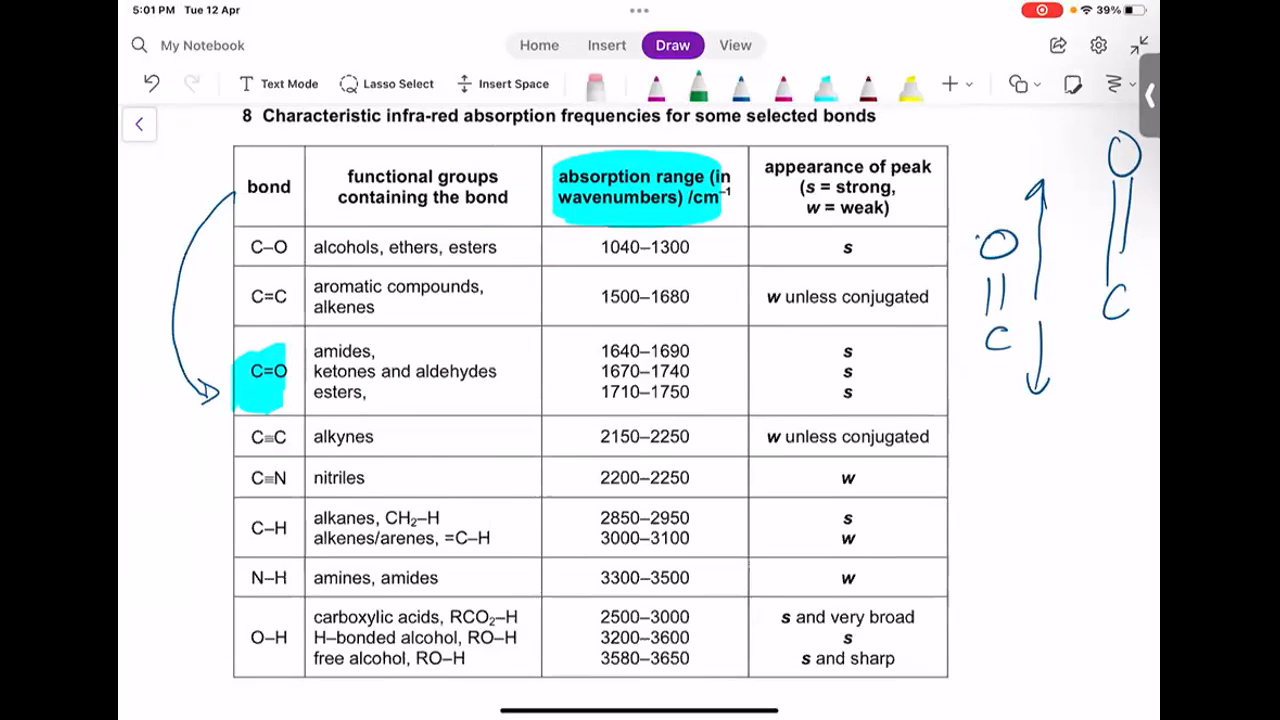 5:01 PM Tue 12 Apr
39%
My Notebook
Home Insert Draw View
Text Mode Lasso Select Insert Space
8 Characteristic infra-red absorption frequencies for some selected bonds
bond
functional groups
containing the bond
absorption range (in
wavenumbers) /cm⁻¹
appearance of peak
(s = strong,
w = weak)
C–O alcohols, ethers, esters 1040–1300 s
C=C aromatic compounds,
alkenes 1500–1680 w unless conjugated
C=O
amides, 1640–1690 s
ketones and aldehydes 1670–1740 s
esters, 1710–1750 s
C≡C alkynes 2150–2250 w unless conjugated
C≡N nitriles 2200–2250 w
C–H
alkanes, CH₂–H 2850–2950 s
alkenes/arenes, =C–H 3000–3100 w
N–H amines, amides 3300–3500 w
O–H
carboxylic acids, RCO₂–H 2500–3000 s and very broad
H–bonded alcohol, RO–H 3200–3600 s
free alcohol, RO–H 3580–3650 s and sharp
O
C
O
C